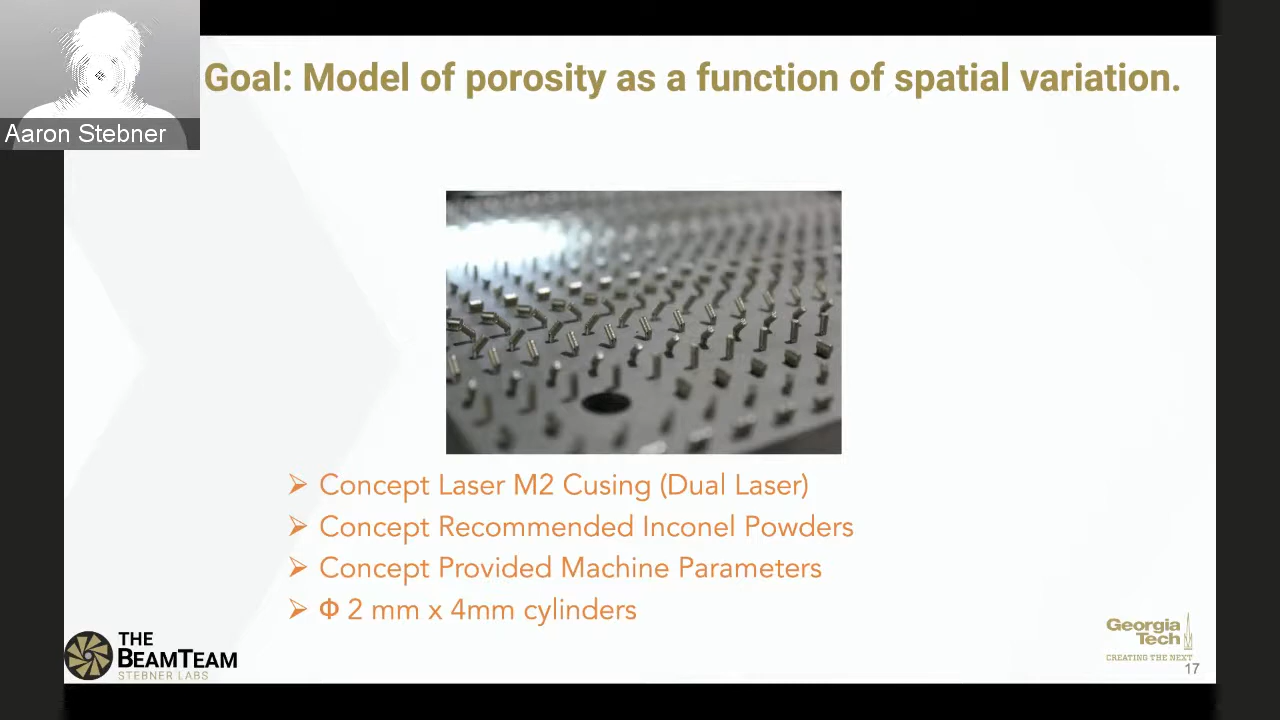 Goal: Model of porosity as a function of spatial variation.
Aaron Stebner
➢ Concept Laser M2 Cusing (Dual Laser)
➢ Concept Recommended Inconel Powders
➢ Concept Provided Machine Parameters
➢ Φ 2 mm x 4mm cylinders
THE
BEAMTEAM
STEBNER LABS
Georgia
Tech
CREATING THE NEXT
17